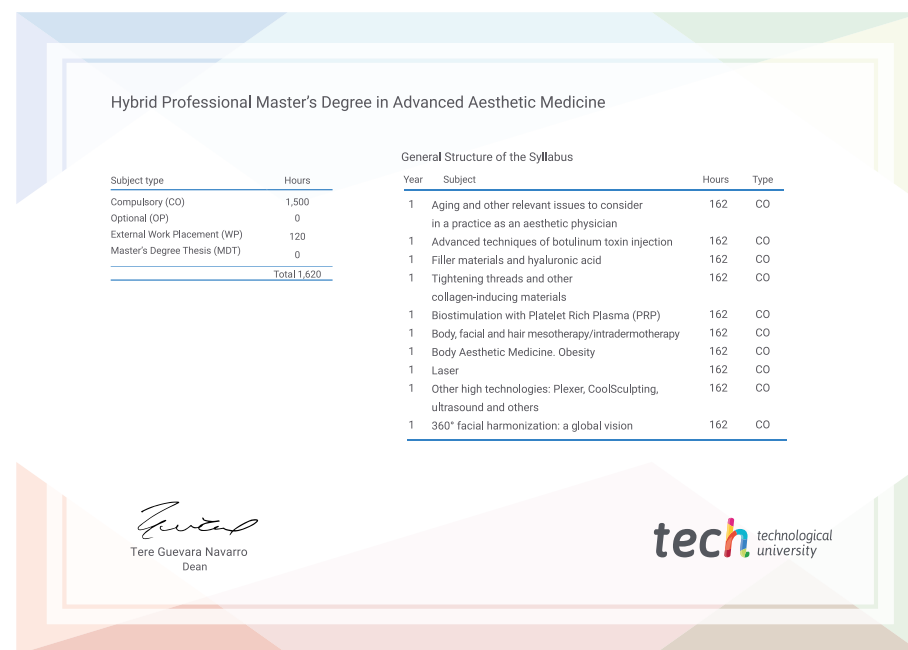 Hybrid Professional Master's Degree in Advanced Aesthetic Medicine
Subject type Hours
Compulsory (CO) 1,500
Optional (OP) 0
External Work Placement (WP) 120
Master's Degree Thesis (MDT) 0
Total 1,620
General Structure of the Syllabus
Year Subject Hours Type
1 Aging and other relevant issues to consider 162 CO
in a practice as an aesthetic physician
1 Advanced techniques of botulinum toxin injection 162 CO
1 Filler materials and hyaluronic acid 162 CO
1 Tightening threads and other 162 CO
collagen-inducing materials
1 Biostimulation with Platelet Rich Plasma (PRP) 162 CO
1 Body, facial and hair mesotherapy/intradermotherapy 162 CO
1 Body Aesthetic Medicine. Obesity 162 CO
1 Laser 162 CO
1 Other high technologies: Plexer, CoolSculpting, 162 CO
ultrasound and others
1 360° facial harmonization: a global vision 162 CO
Tere Guevara Navarro
Dean
tech technological
university